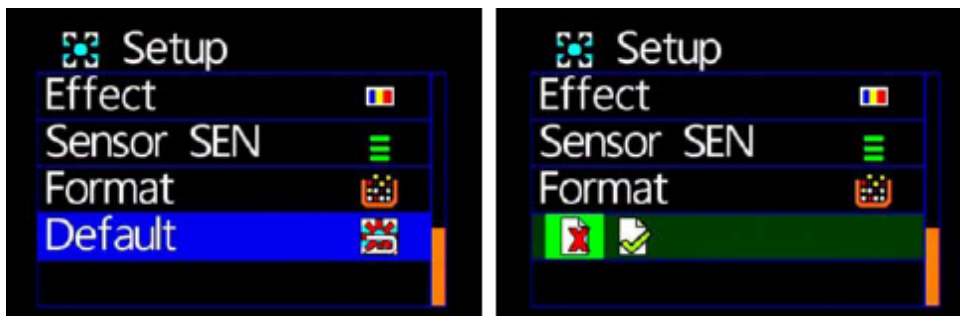 Setup
Effect
Sensor SEN
Format
Default
Setup
Effect
Sensor SEN
Format